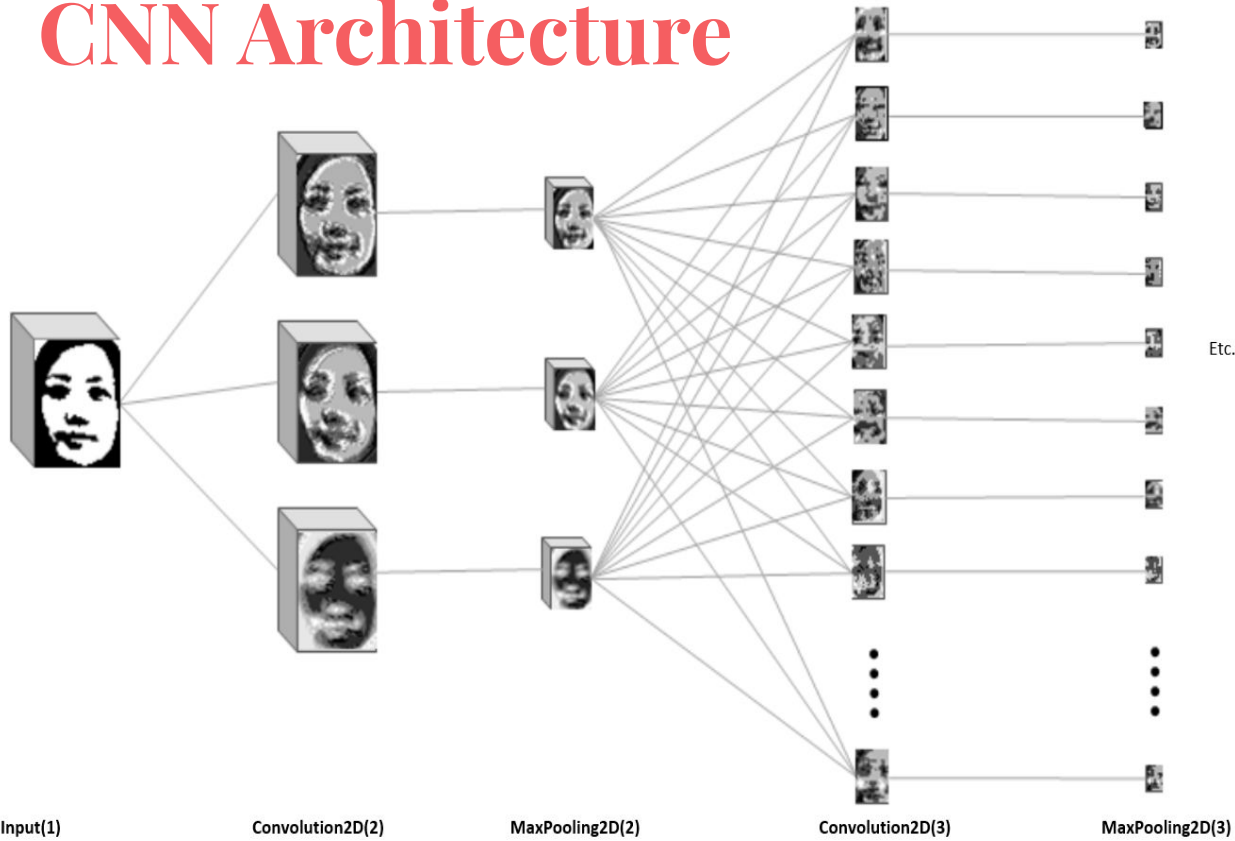 CNN Architecture
Etc.
Input(1)
Convolution2D(2)
MaxPooling2D(2)
Convolution2D(3)
MaxPooling2D(3)